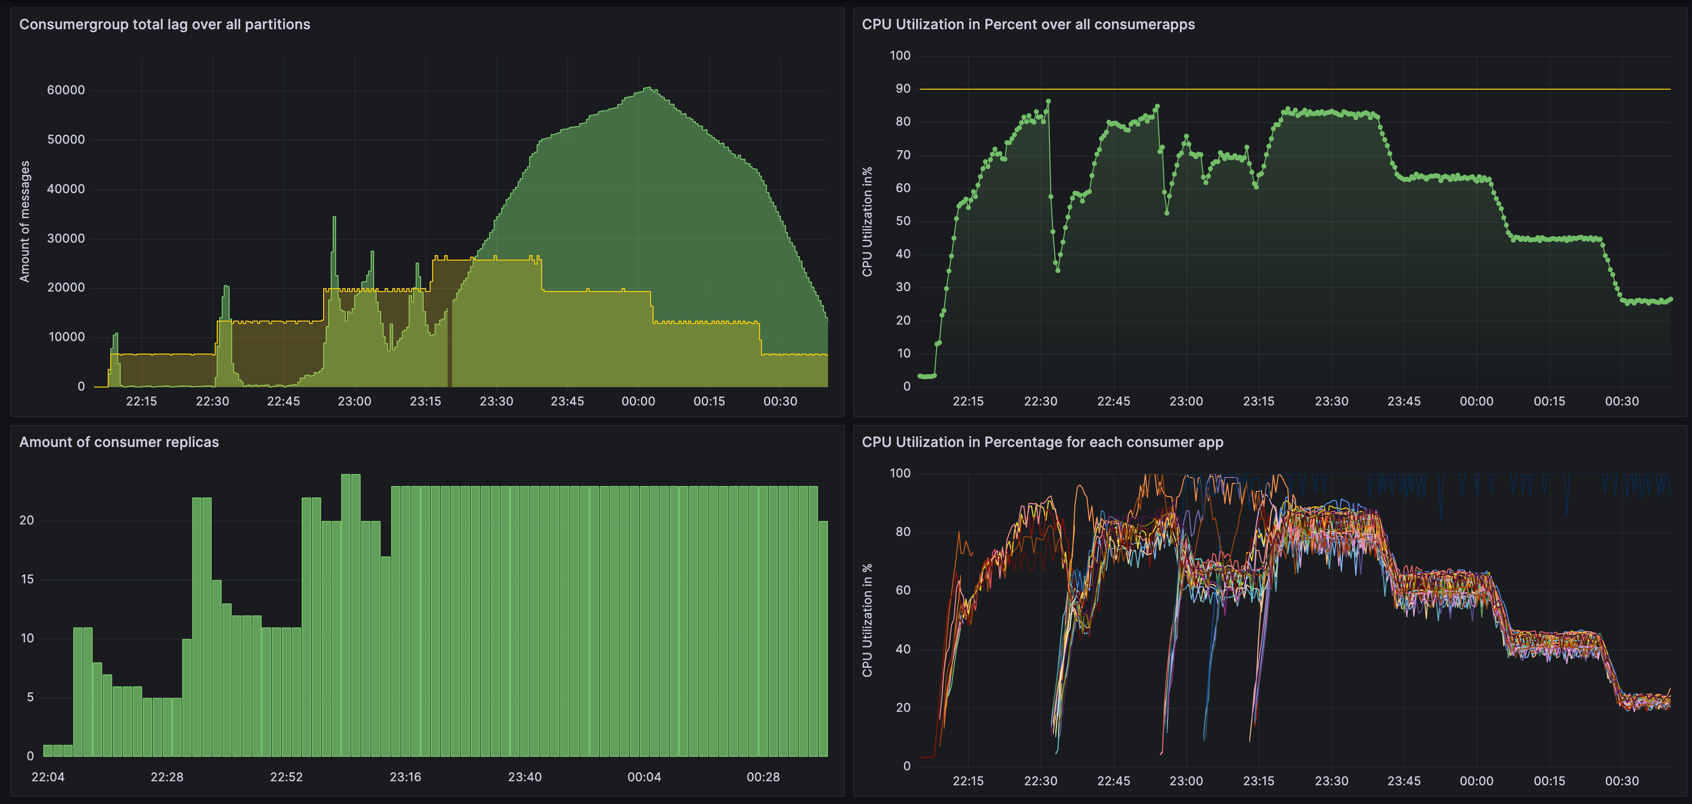 Consumergroup total lag over all partitions
Amount of messages
60000
50000
40000
30000
20000
10000
0
22:15 22:30 22:45 23:00 23:15 23:30 23:45 00:00 00:15 00:30
CPU Utilization in Percent over all consumerapps
CPU Utilization in%
100
90
80
70
60
50
40
30
20
10
0
22:15 22:30 22:45 23:00 23:15 23:30 23:45 00:00 00:15 00:30
Amount of consumer replicas
20
15
10
5
0
22:04 22:28 22:52 23:16 23:40 00:04 00:28
CPU Utilization in Percentage for each consumer app
CPU Utilization in %
100
80
60
40
20
0
22:15 22:30 22:45 23:00 23:15 23:30 23:45 00:00 00:15 00:30